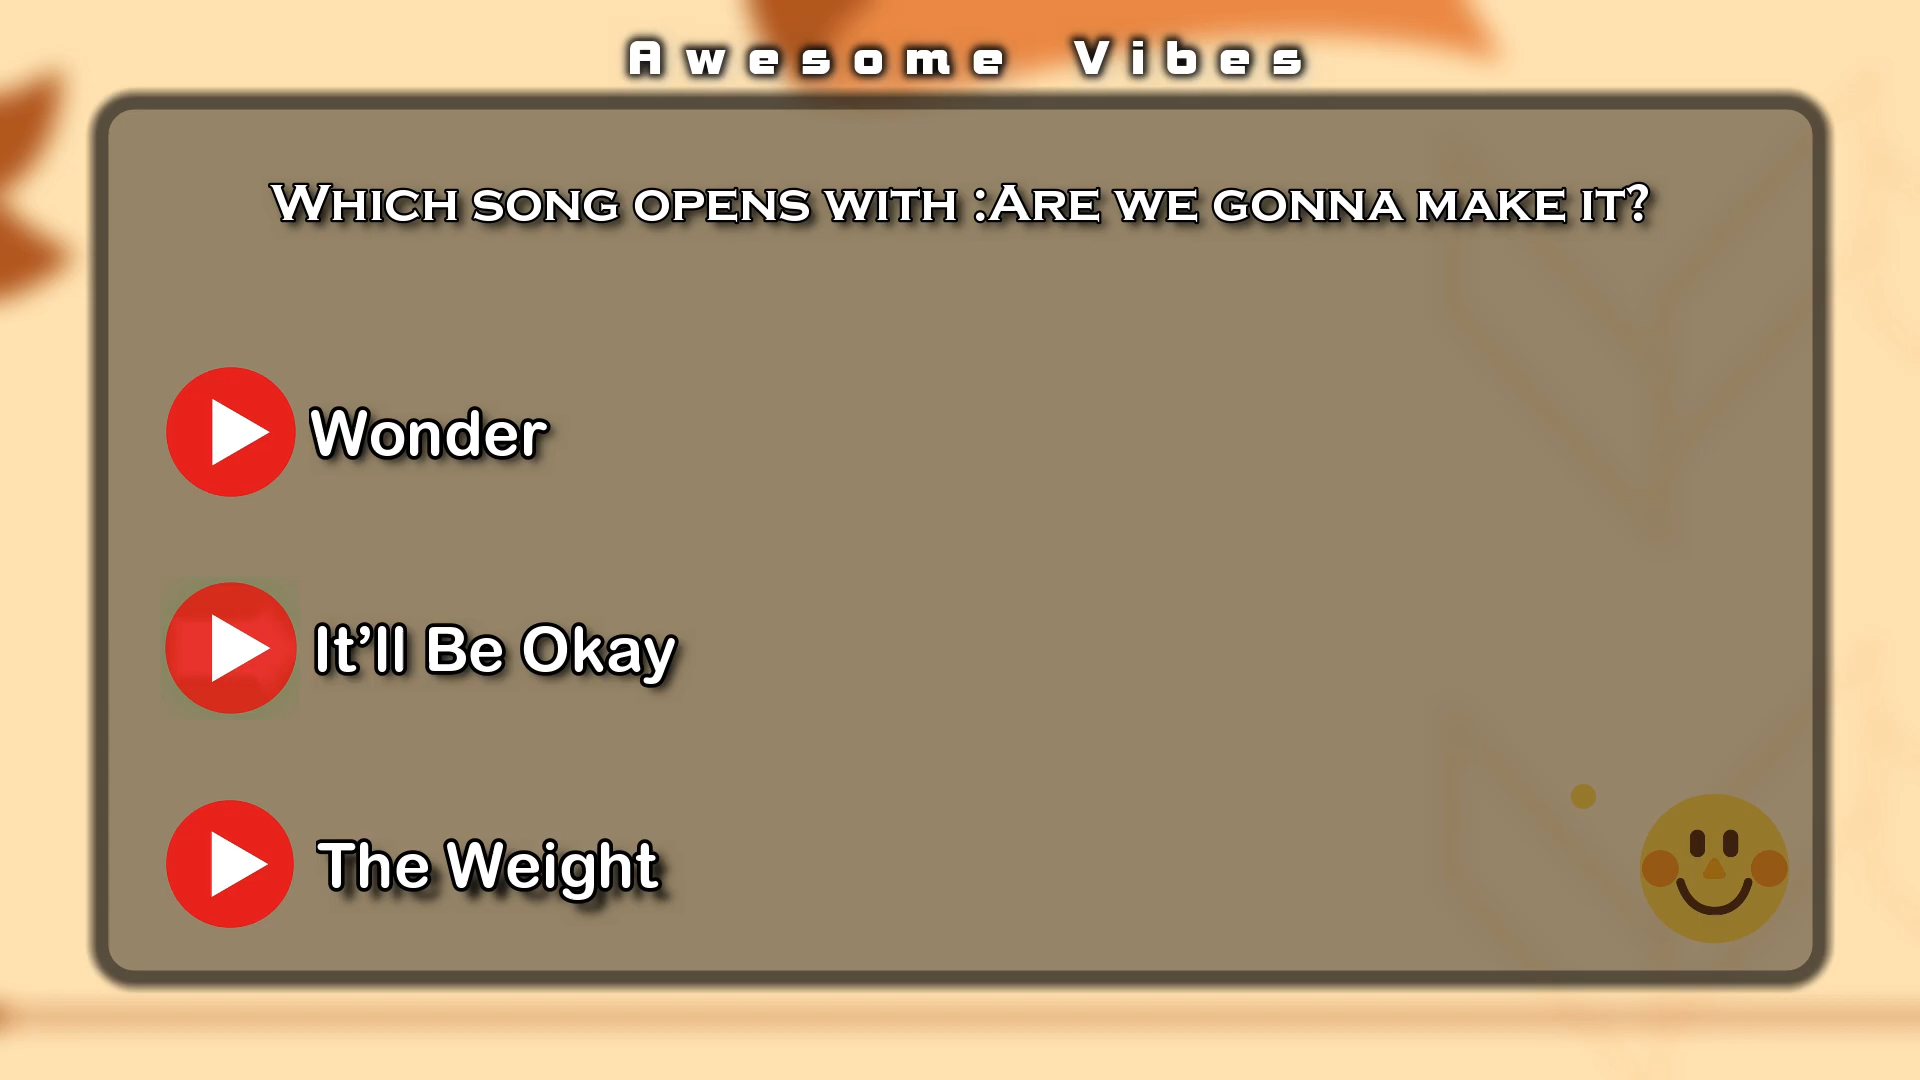 Awesome Vibes
Which song opens with :Are we gonna make it?
Wonder
It’ll Be Okay
The Weight